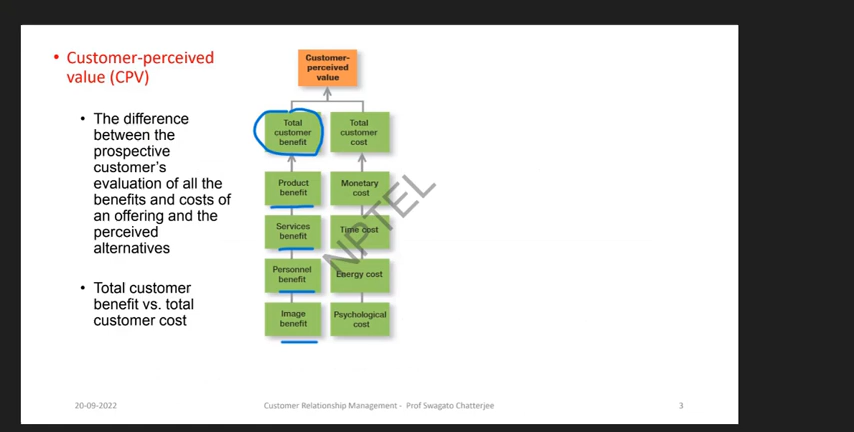 • Customer-perceived
value (CPV)
• The difference
between the
prospective
customer's
evaluation of all the
benefits and costs of
an offering and the
perceived
alternatives
• Total customer
benefit vs. total
customer cost
Customer-
perceived
value
Total
customer
benefit
Total
customer
cost
Product
benefit
Monetary
cost
Services
benefit
Time cost
Personnel
benefit
Energy cost
Image
benefit
Psychological
cost
NPTEL
20-09-2022
Customer Relationship Management - Prof Swagato Chatterjee
3